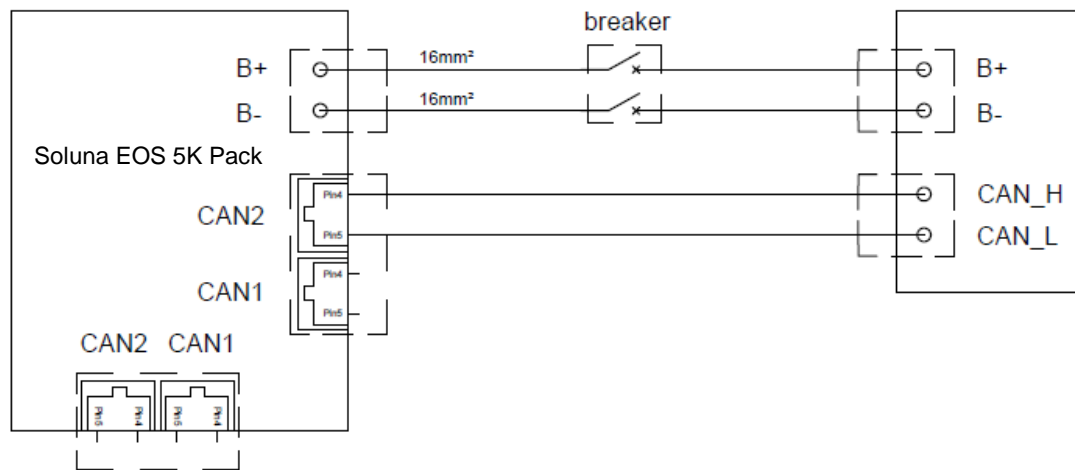 breaker
B+
16mm²
B+
B-
16mm²
B-
Soluna EOS 5K Pack
CAN2
Pin4
CAN_H
Pin5
CAN_L
CAN1
Pin4
Pin5
CAN2 CAN1
Pin5 Pin4 Pin5 Pin4